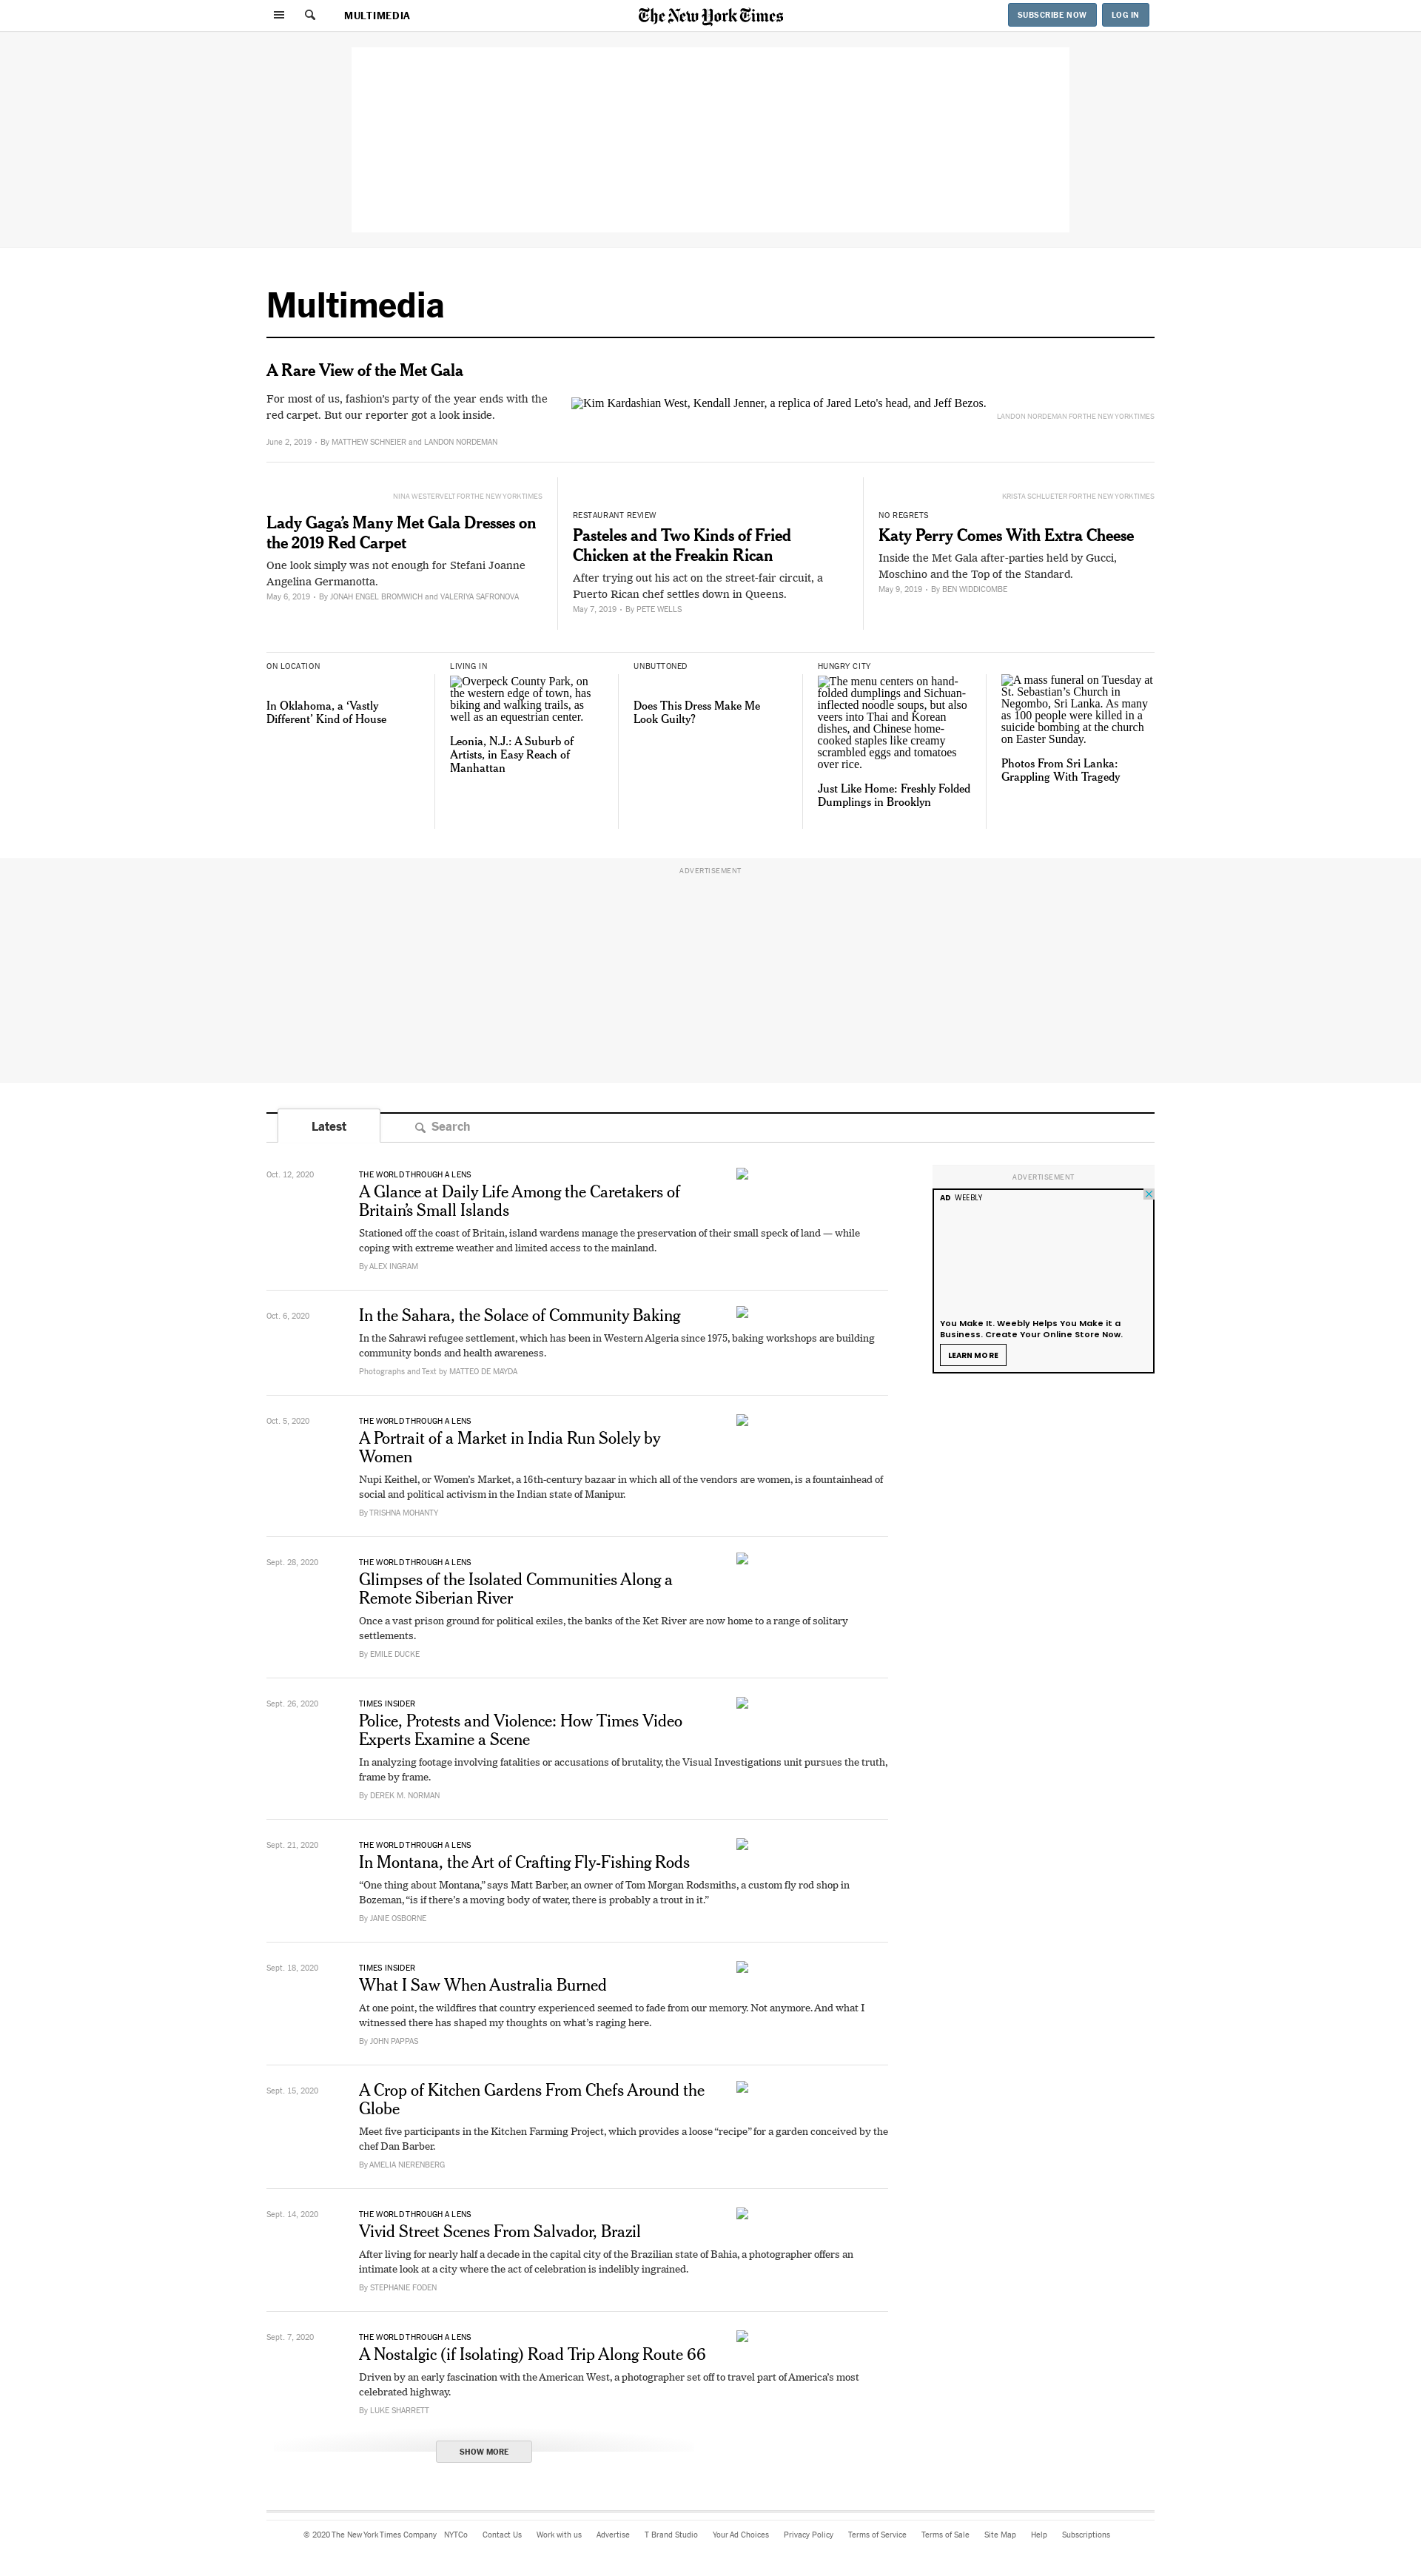 MULTIMEDIA
The New York Times
SUBSCRIBE NOW
LOG IN
Multimedia
A Rare View of the Met Gala
For most of us, fashion's party of the year ends with the
red carpet. But our reporter got a look inside.
June 2, 2019 - By MATTHEW SCHNEIER and LANDON NORDEMAN
Kim Kardashian West, Kendall Jenner, a replica of Jared Leto's head, and Jeff Bezos.
LANDON NORDEMAN FOR THE NEW YORK TIMES
NINA WESTERVELT FOR THE NEW YORK TIMES
Lady Gaga’s Many Met Gala Dresses on
the 2019 Red Carpet
One look simply was not enough for Stefani Joanne
Angelina Germanotta.
May 6, 2019 - By JONAH ENGEL BROMWICH and VALERIYA SAFRONOVA
RESTAURANT REVIEW
Pasteles and Two Kinds of Fried
Chicken at the Freakin Rican
After trying out his act on the street-fair circuit, a
Puerto Rican chef settles down in Queens.
May 7, 2019 - By PETE WELLS
KRISTA SCHLUETER FOR THE NEW YORK TIMES
NO REGRETS
Katy Perry Comes With Extra Cheese
Inside the Met Gala after-parties held by Gucci,
Moschino and the Top of the Standard.
May 9, 2019 - By BEN WIDDICOMBE
ON LOCATION
In Oklahoma, a ‘Vastly
Different’ Kind of House
LIVING IN
Overpeck County Park, on
the western edge of town, has
biking and walking trails, as
well as an equestrian center.
Leonia, N.J.: A Suburb of
Artists, in Easy Reach of
Manhattan
UNBUTTONED
Does This Dress Make Me
Look Guilty?
HUNGRY CITY
The menu centers on hand-
folded dumplings and Sichuan-
inflected noodle soups, but also
veers into Thai and Korean
dishes, and Chinese home-
cooked staples like creamy
scrambled eggs and tomatoes
over rice.
Just Like Home: Freshly Folded
Dumplings in Brooklyn
A mass funeral on Tuesday at
St. Sebastian’s Church in
Negombo, Sri Lanka. As many
as 100 people were killed in a
suicide bombing at the church
on Easter Sunday.
Photos From Sri Lanka:
Grappling With Tragedy
ADVERTISEMENT
Latest
Search
Oct. 12, 2020
THE WORLD THROUGH A LENS
A Glance at Daily Life Among the Caretakers of
Britain’s Small Islands
Stationed off the coast of Britain, island wardens manage the preservation of their small speck of land — while
coping with extreme weather and limited access to the mainland.
By ALEX INGRAM
ADVERTISEMENT
AD WEEBLY
You Make It. Weebly Helps You Make it a
Business. Create Your Online Store Now.
LEARN MORE
Oct. 6, 2020
In the Sahara, the Solace of Community Baking
In the Sahrawi refugee settlement, which has been in Western Algeria since 1975, baking workshops are building
community bonds and health awareness.
Photographs and Text by MATTEO DE MAYDA
Oct. 5, 2020
THE WORLD THROUGH A LENS
A Portrait of a Market in India Run Solely by
Women
Nupi Keithel, or Women’s Market, a 16th-century bazaar in which all of the vendors are women, is a fountainhead of
social and political activism in the Indian state of Manipur.
By TRISHNA MOHANTY
Sept. 28, 2020
THE WORLD THROUGH A LENS
Glimpses of the Isolated Communities Along a
Remote Siberian River
Once a vast prison ground for political exiles, the banks of the Ket River are now home to a range of solitary
settlements.
By EMILE DUCKE
Sept. 26, 2020
TIMES INSIDER
Police, Protests and Violence: How Times Video
Experts Examine a Scene
In analyzing footage involving fatalities or accusations of brutality, the Visual Investigations unit pursues the truth,
frame by frame.
By DEREK M. NORMAN
Sept. 21, 2020
THE WORLD THROUGH A LENS
In Montana, the Art of Crafting Fly-Fishing Rods
“One thing about Montana,” says Matt Barber, an owner of Tom Morgan Rodsmiths, a custom fly rod shop in
Bozeman, “is if there’s a moving body of water, there is probably a trout in it.”
By JANIE OSBORNE
Sept. 18, 2020
TIMES INSIDER
What I Saw When Australia Burned
At one point, the wildfires that country experienced seemed to fade from our memory. Not anymore. And what I
witnessed there has shaped my thoughts on what’s raging here.
By JOHN PAPPAS
Sept. 15, 2020
A Crop of Kitchen Gardens From Chefs Around the
Globe
Meet five participants in the Kitchen Farming Project, which provides a loose “recipe” for a garden conceived by the
chef Dan Barber.
By AMELIA NIERENBERG
Sept. 14, 2020
THE WORLD THROUGH A LENS
Vivid Street Scenes From Salvador, Brazil
After living for nearly half a decade in the capital city of the Brazilian state of Bahia, a photographer offers an
intimate look at a city where the act of celebration is indelibly ingrained.
By STEPHANIE FODEN
Sept. 7, 2020
THE WORLD THROUGH A LENS
A Nostalgic (if Isolating) Road Trip Along Route 66
Driven by an early fascination with the American West, a photographer set off to travel part of America’s most
celebrated highway.
By LUKE SHARRETT
SHOW MORE
© 2020 The New York Times Company NYTCo Contact Us Work with us Advertise T Brand Studio Your Ad Choices Privacy Policy Terms of Service Terms of Sale Site Map Help Subscriptions